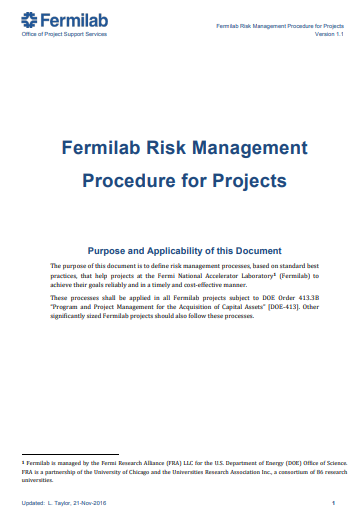 Fermilab
Office of Project Support Services
Fermilab Risk Management Procedure for Projects
Version 1.1
Fermilab Risk Management
Procedure for Projects
Purpose and Applicability of this Document
The purpose of this document is to define risk management processes, based on standard best
practices, that help projects at the Fermi National Accelerator Laboratory¹ (Fermilab) to
achieve their goals reliably and in a timely and cost-effective manner.
These processes shall be applied in all Fermilab projects subject to DOE Order 413.3B
“Program and Project Management for the Acquisition of Capital Assets” [DOE-413]. Other
significantly sized Fermilab projects should also follow these processes.
¹ Fermilab is managed by the Fermi Research Alliance (FRA) LLC for the U.S. Department of Energy (DOE) Office of Science.
FRA is a partnership of the University of Chicago and the Universities Research Association Inc., a consortium of 86 research
universities.
Updated: L. Taylor, 21-Nov-2016
1